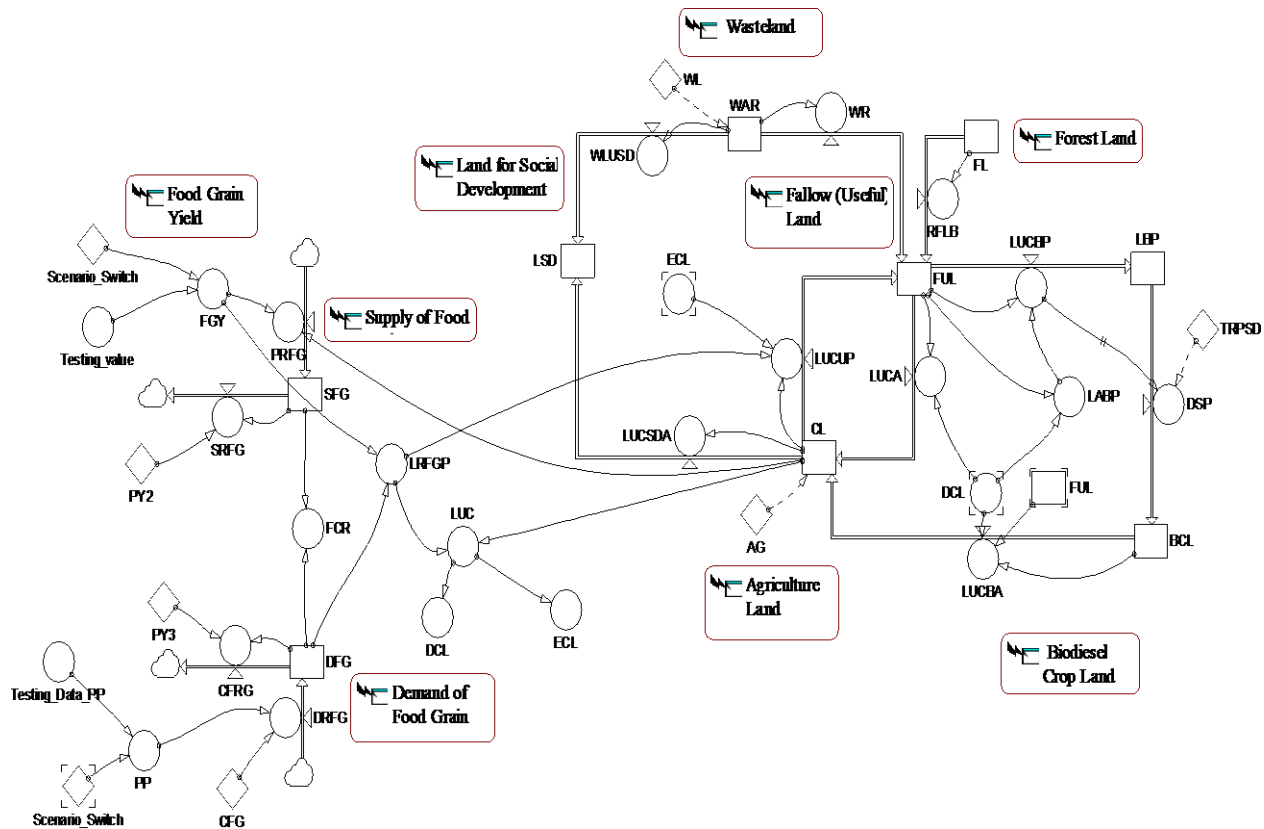 Wasteland
WL
WAR
WR
WLUSD
Land for Social
Development
Forest Land
FL
Food Grain
Yield
Fallow (Useful)
Land
RFLB
LUCBP
LBP
Scenario_Switch
LSD
ECL
FUL
FGY
Supply of Food
Testing_value
PRFG
LUCUP
LUCA
TRPSD
SFG
LABP
DSP
SRFG
LUCSDA
CL
PY2
LRFGP
DCL
FUL
FCR
LUC
AG
BCL
LUCBA
Agriculture
Land
PY3
DCL
ECL
DFG
Biodiesel
Crop Land
Testing_Data_PP
CFRG
Demand of
Food Grain
DRFG
PP
Scenario_Switch
CFG